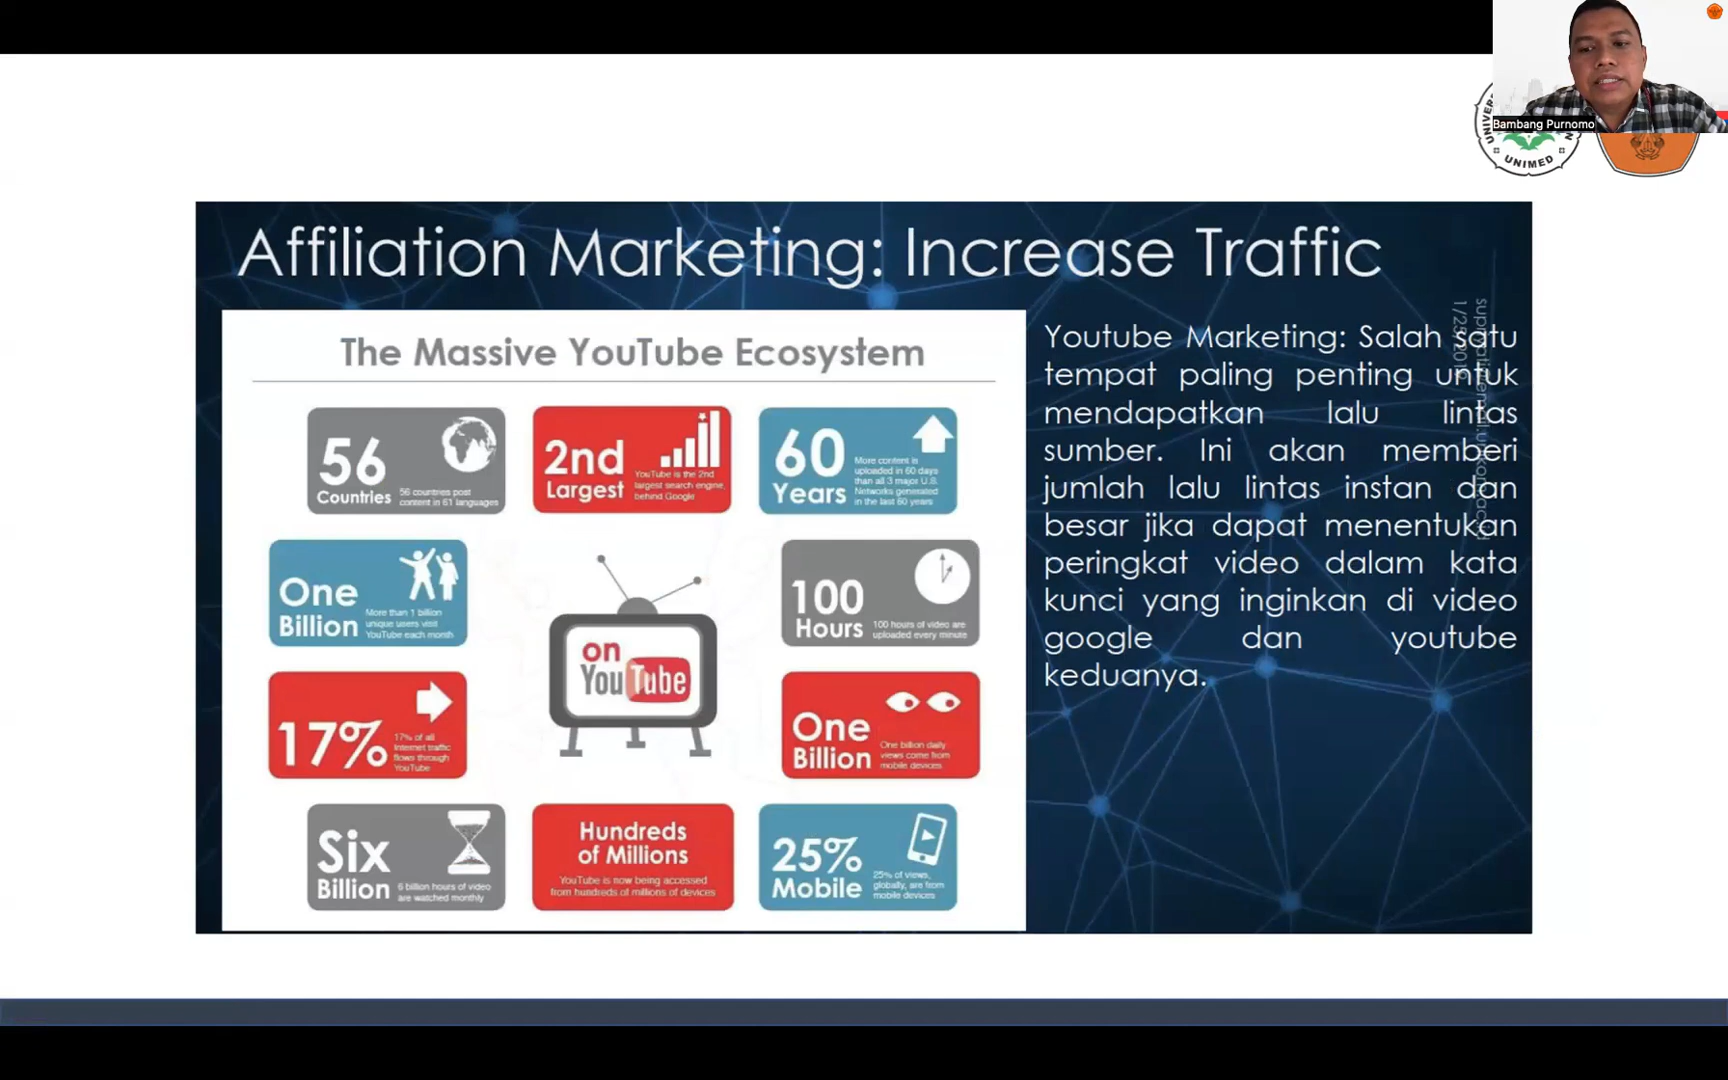 Bambang Purnomo
UNIMED
Affiliation Marketing: Increase Traffic
The Massive YouTube Ecosystem
56
Countries
56 countries post
content in 61 languages
2nd
Largest
YouTube is the 2nd
largest search engine,
behind Google
60
Years
More content is
uploaded in 60 days
than all 3 major U.S.
Networks generated
in the last 60 years
One
Billion
More than 1 billion
unique users visit
YouTube each month
100
Hours
100 hours of video are
uploaded every minute
on
YouTube
17%
17% of all
Internet traffic
flows through
YouTube
One
Billion
One billion daily
views come from
mobile devices
Six
Billion
6 billion hours of video
are watched monthly
Hundreds
of Millions
YouTube is now being accessed
from hundreds of millions of devices
25%
Mobile
25% of views,
globally, are from
mobile devices
Youtube Marketing: Salah satu
tempat paling penting untuk
mendapatkan lalu lintas
sumber. Ini akan memberi
jumlah lalu lintas instan dan
besar jika dapat menentukan
peringkat video dalam kata
kunci yang inginkan di video
google dan youtube
keduanya.